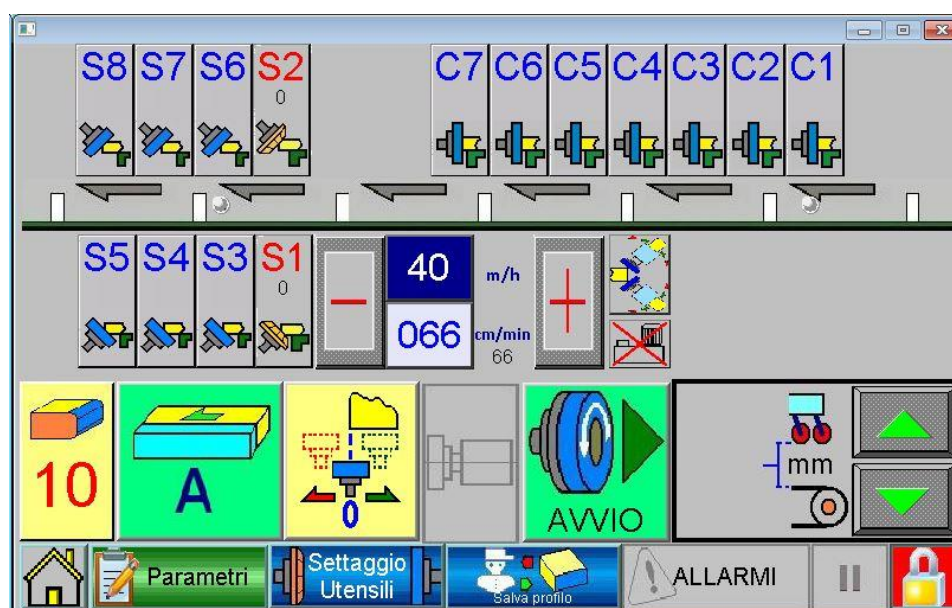 S8 S7 S6 S2 C7 C6 C5 C4 C3 C2 C1
0
S5 S4 S3 S1
0
40 m/h
066 cm/min
66
10
A
0
AVVIO
mm
Parametri
Settaggio
Utensili
Salva profilo
ALLARMI